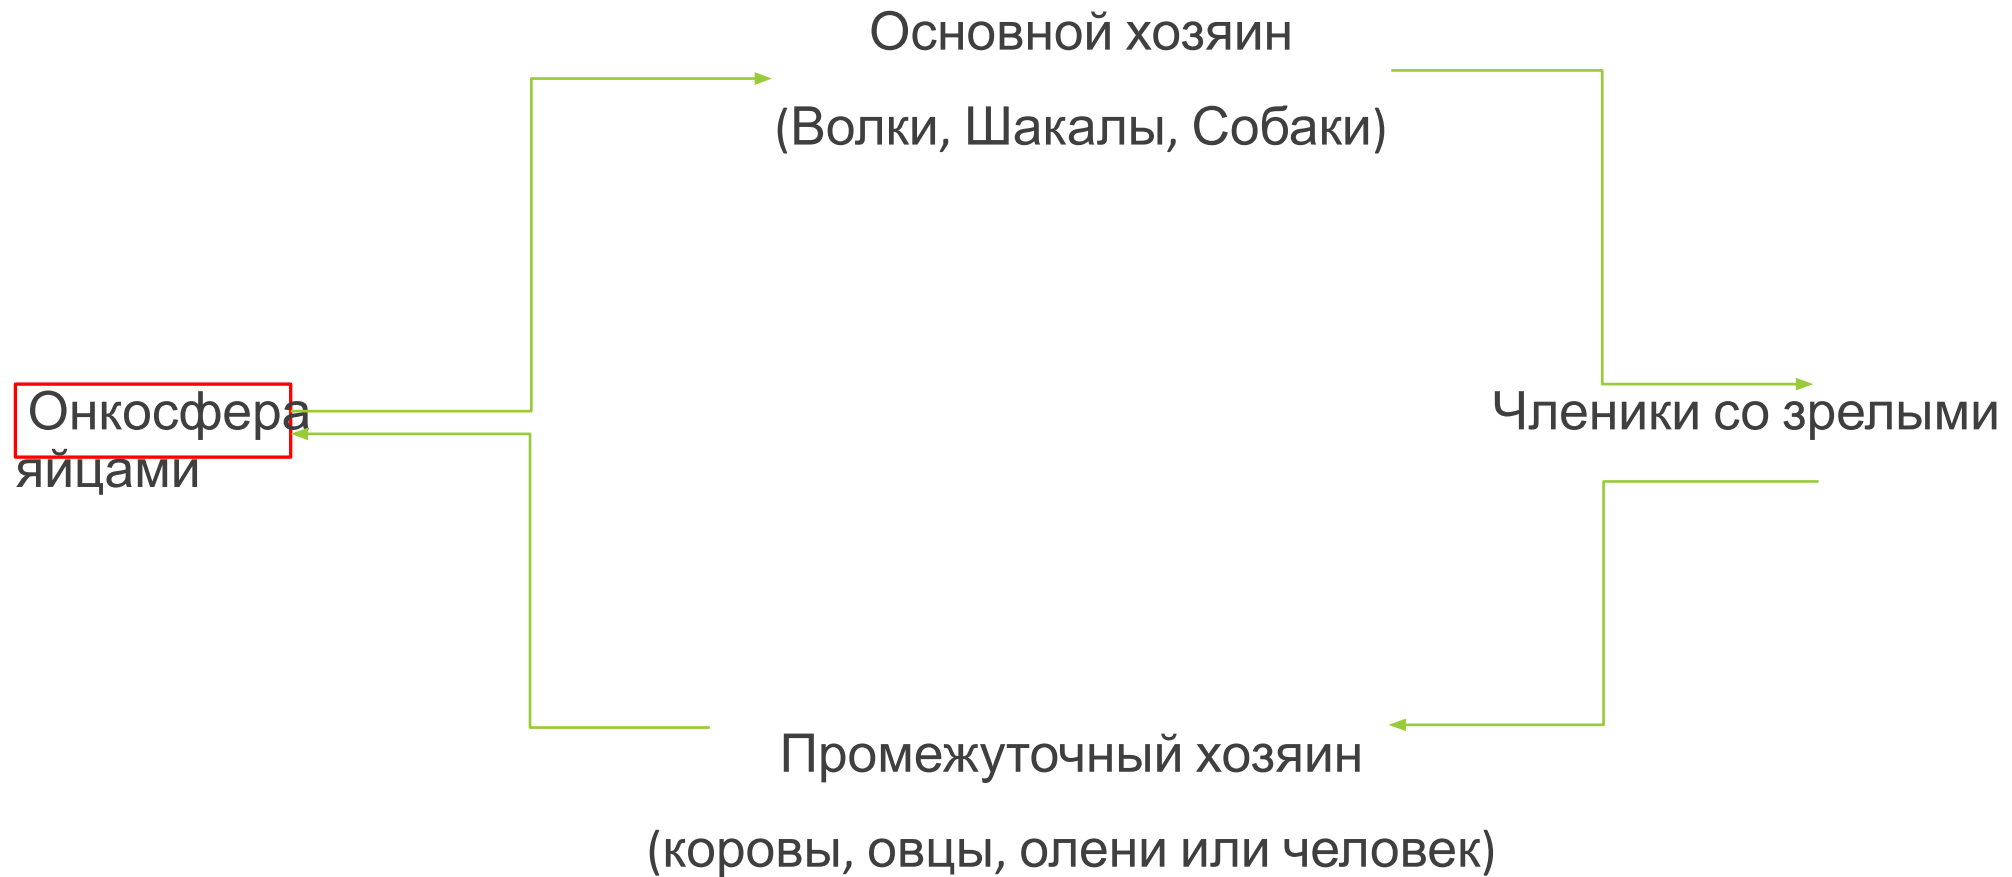 Основной хозяин
(Волки, Шакалы, Собаки)
Онкосфера
Членики со зрелыми
яйцами
Промежуточный хозяин
(коровы, овцы, олени или человек)